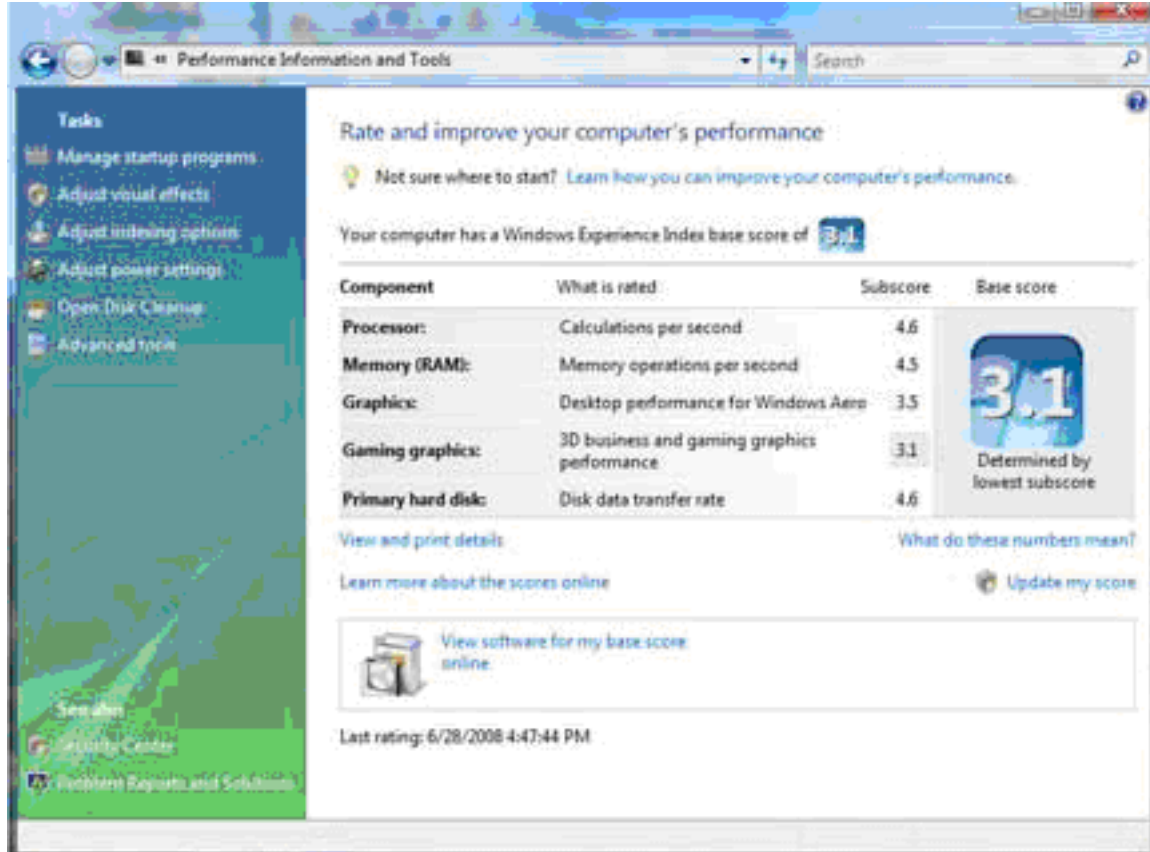 Performance Information and Tools
Search
Tasks
Manage startup programs
Adjust visual effects
Adjust indexing options
Adjust power settings
Open Disk Cleanup
Advanced tools
See also
Security Center
Problem Reports and Solutions
Rate and improve your computer's performance
Not sure where to start? Learn how you can improve your computer's performance.
Your computer has a Windows Experience Index base score of 3.1
Component What is rated Subscore Base score
Processor: Calculations per second 4.6
Memory (RAM): Memory operations per second 4.5
Graphics: Desktop performance for Windows Aero 3.5
Gaming graphics: 3D business and gaming graphics
performance 3.1
Primary hard disk: Disk data transfer rate 4.6
3.1
Determined by
lowest subscore
View and print details What do these numbers mean?
Learn more about the scores online Update my score
View software for my base score
online
Last rating: 6/28/2008 4:47:44 PM